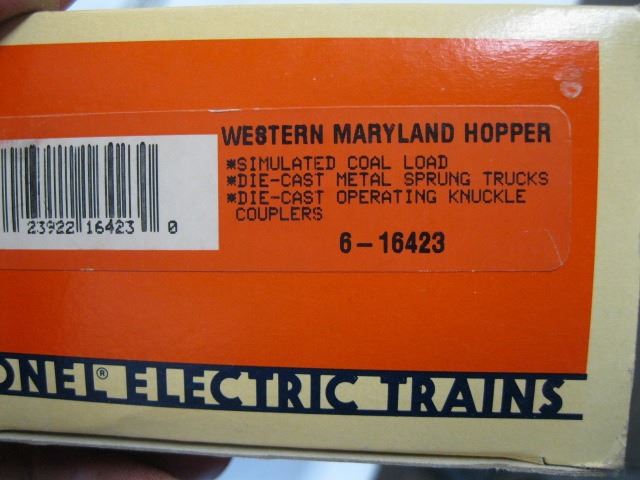 WESTERN MARYLAND HOPPER
*SIMULATED COAL LOAD
*DIE-CAST METAL SPRUNG TRUCKS
*DIE-CAST OPERATING KNUCKLE
COUPLERS
23922 16423 0
6-16423
ONEL® ELECTRIC TRAINS